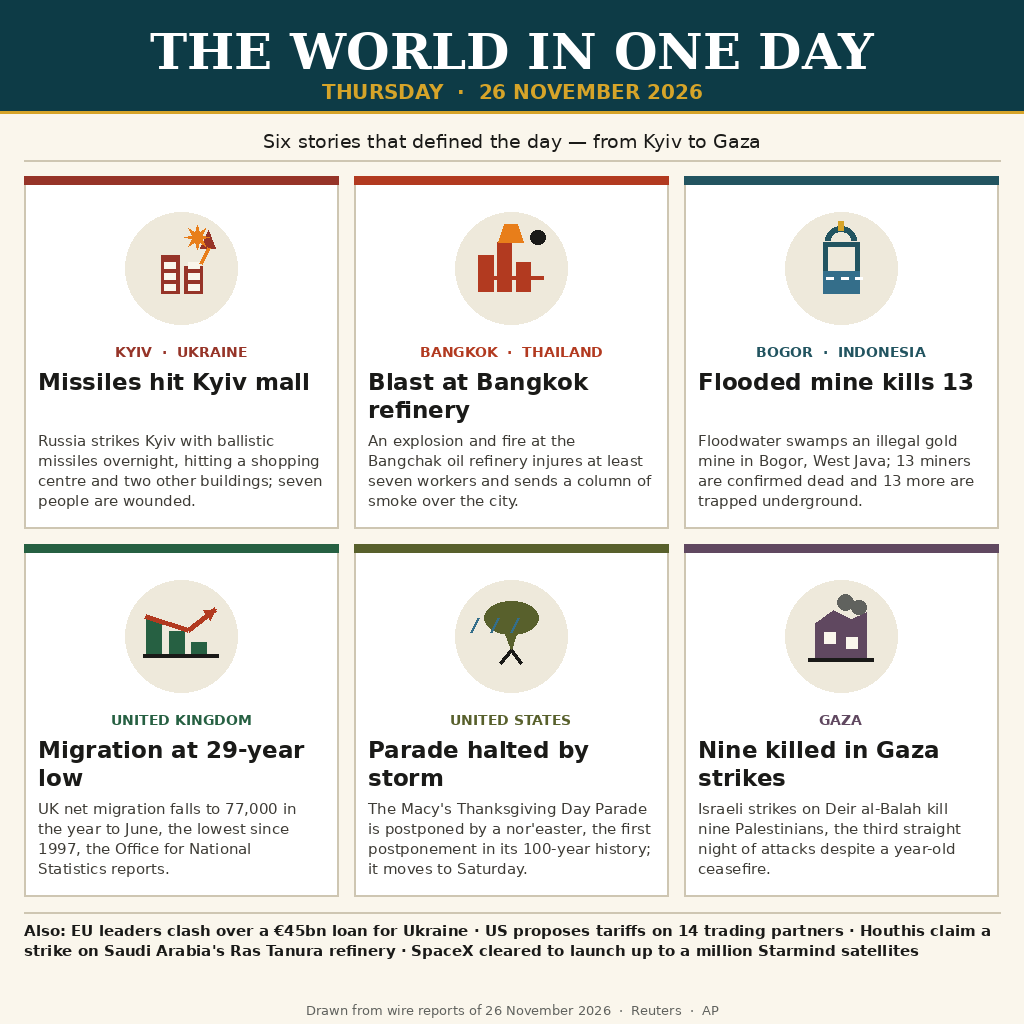 THE WORLD IN ONE DAY
THURSDAY · 26 NOVEMBER 2026
Six stories that defined the day — from Kyiv to Gaza
KYIV · UKRAINE
Missiles hit Kyiv mall
Russia strikes Kyiv with ballistic
missiles overnight, hitting a shopping
centre and two other buildings; seven
people are wounded.
BANGKOK · THAILAND
Blast at Bangkok
refinery
An explosion and fire at the
Bangchak oil refinery injures at least
seven workers and sends a column of
smoke over the city.
BOGOR · INDONESIA
Flooded mine kills 13
Floodwater swamps an illegal gold
mine in Bogor, West Java; 13 miners
are confirmed dead and 13 more are
trapped underground.
UNITED KINGDOM
Migration at 29-year
low
UK net migration falls to 77,000 in
the year to June, the lowest since
1997, the Office for National
Statistics reports.
UNITED STATES
Parade halted by
storm
The Macy's Thanksgiving Day Parade
is postponed by a nor'easter, the first
postponement in its 100-year history;
it moves to Saturday.
GAZA
Nine killed in Gaza
strikes
Israeli strikes on Deir al-Balah kill
nine Palestinians, the third straight
night of attacks despite a year-old
ceasefire.
Also: EU leaders clash over a €45bn loan for Ukraine · US proposes tariffs on 14 trading partners · Houthis claim a
strike on Saudi Arabia's Ras Tanura refinery · SpaceX cleared to launch up to a million Starmind satellites
Drawn from wire reports of 26 November 2026 · Reuters · AP